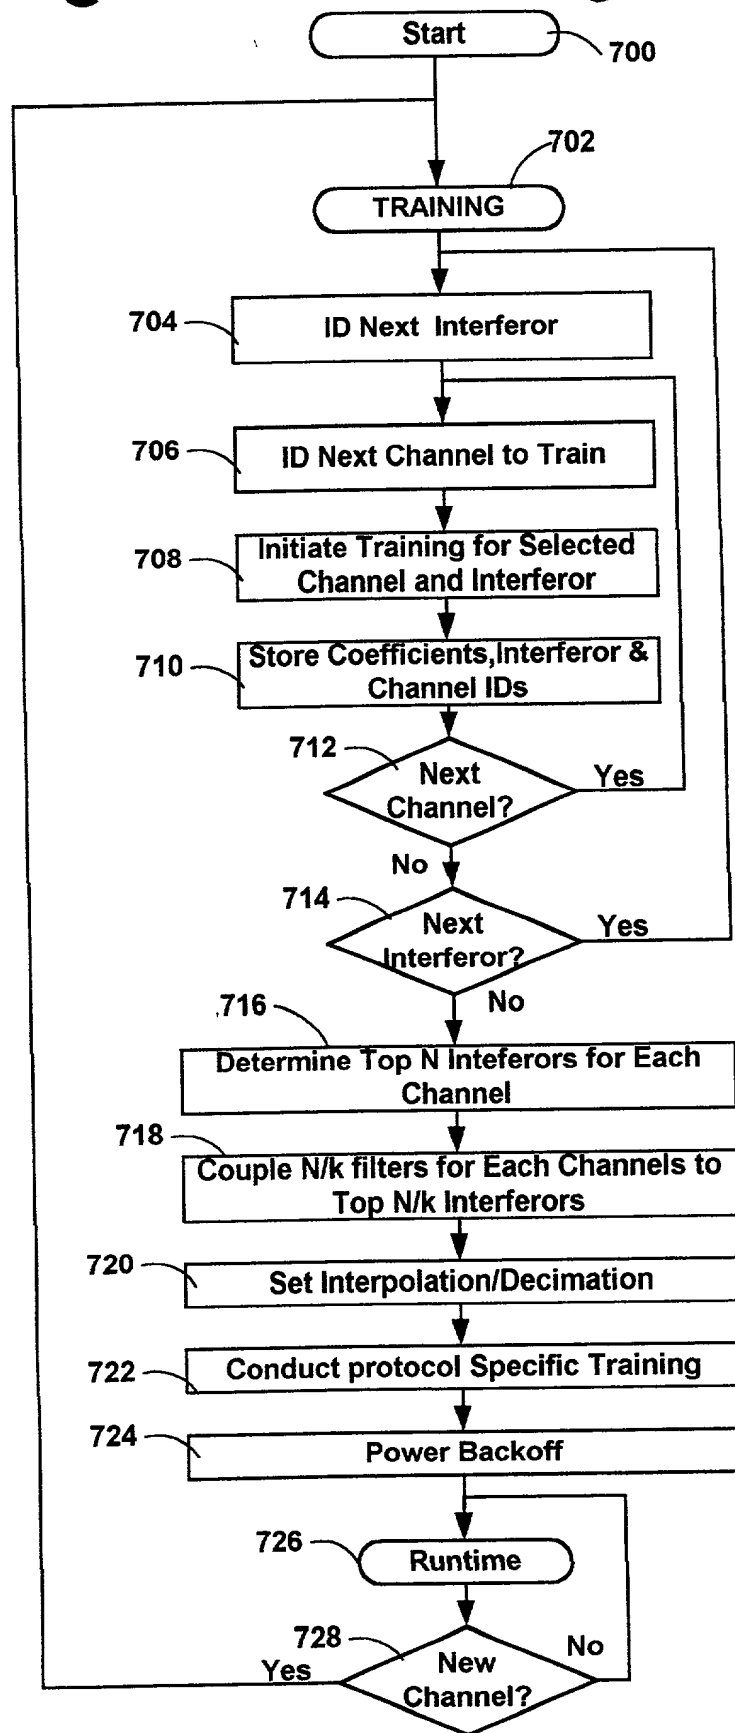 Start
700
702
TRAINING
704
ID Next Interferor
706
ID Next Channel to Train
708
Initiate Training for Selected
Channel and Interferor
710
Store Coefficients,Interferor &
Channel IDs
712
Next
Channel?
Yes
No
714
Next
Interferor?
Yes
No
716
Determine Top N Inteferors for Each
Channel
718
Couple N/k filters for Each Channels to
Top N/k Interferors
720
Set Interpolation/Decimation
722
Conduct protocol Specific Training
724
Power Backoff
726
Runtime
728
New
Channel?
No
Yes